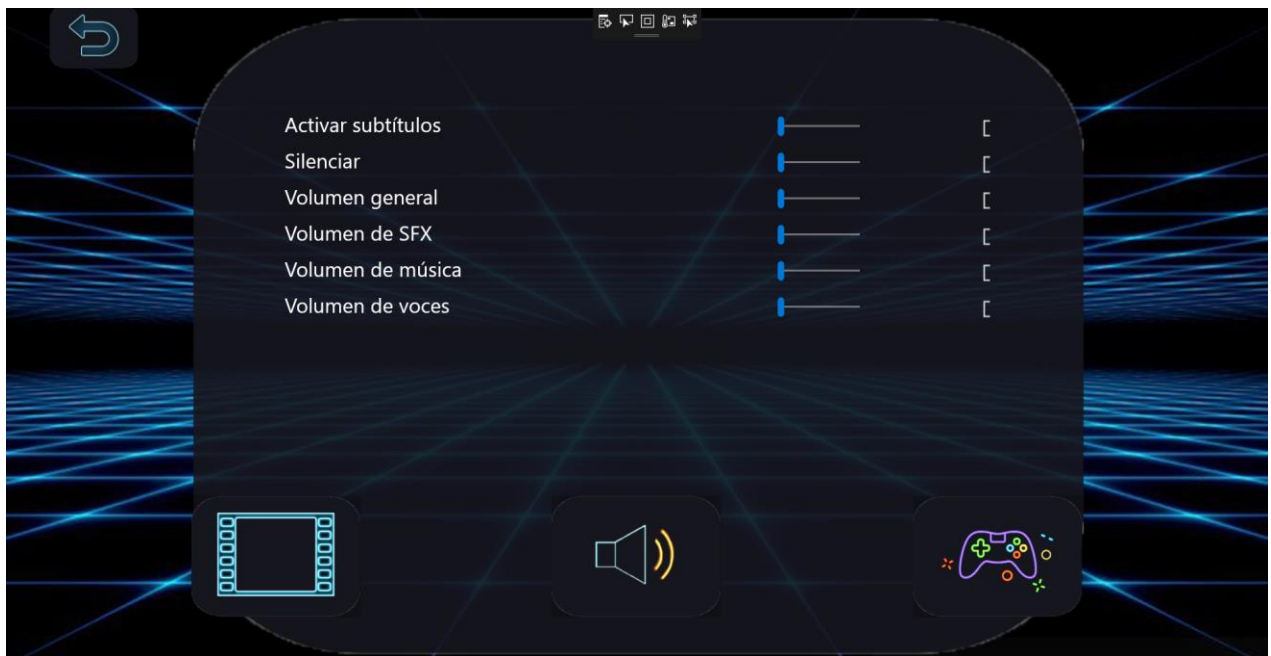 Activar subtítulos
Silenciar
Volumen general
Volumen de SFX
Volumen de música
Volumen de voces